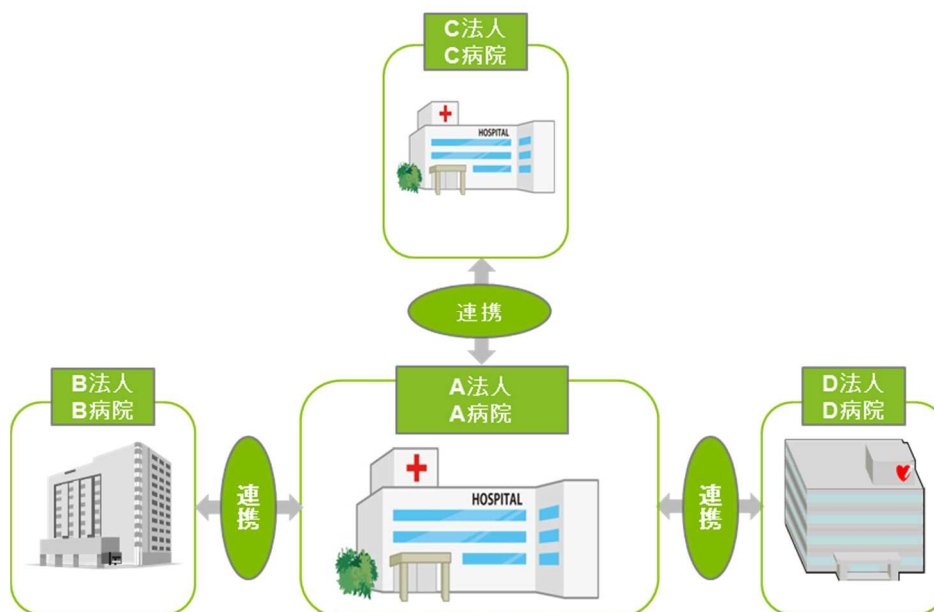 C法人
C病院
HOSPITAL
連携
B法人
B病院
A法人
A病院
D法人
D病院
連携
HOSPITAL
連携